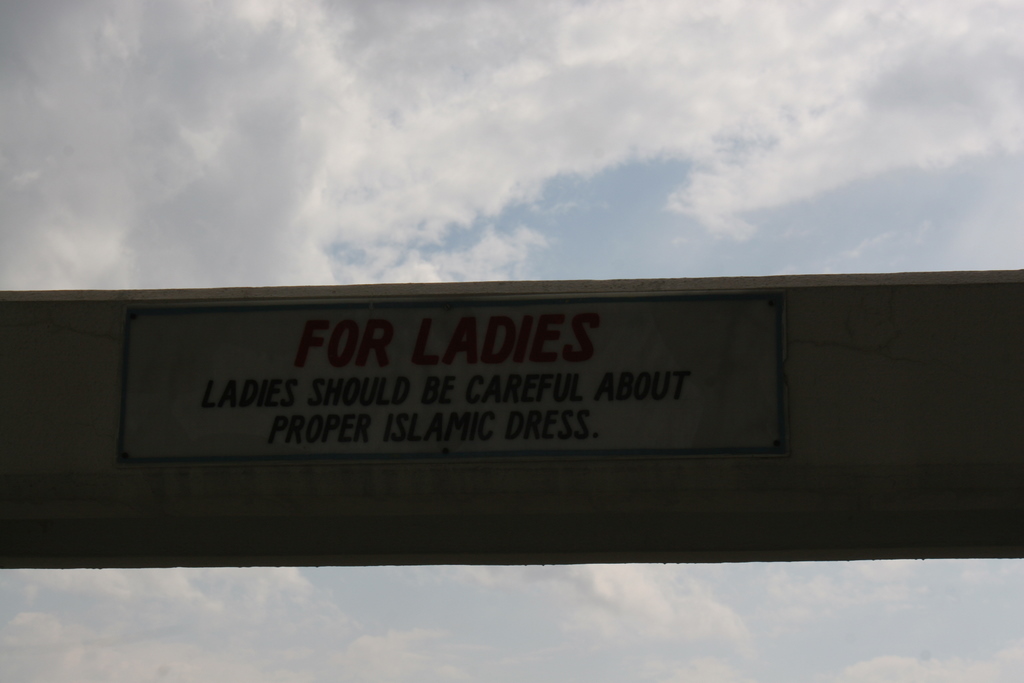 FOR LADIES
LADIES SHOULD BE CAREFUL ABOUT
PROPER ISLAMIC DRESS.